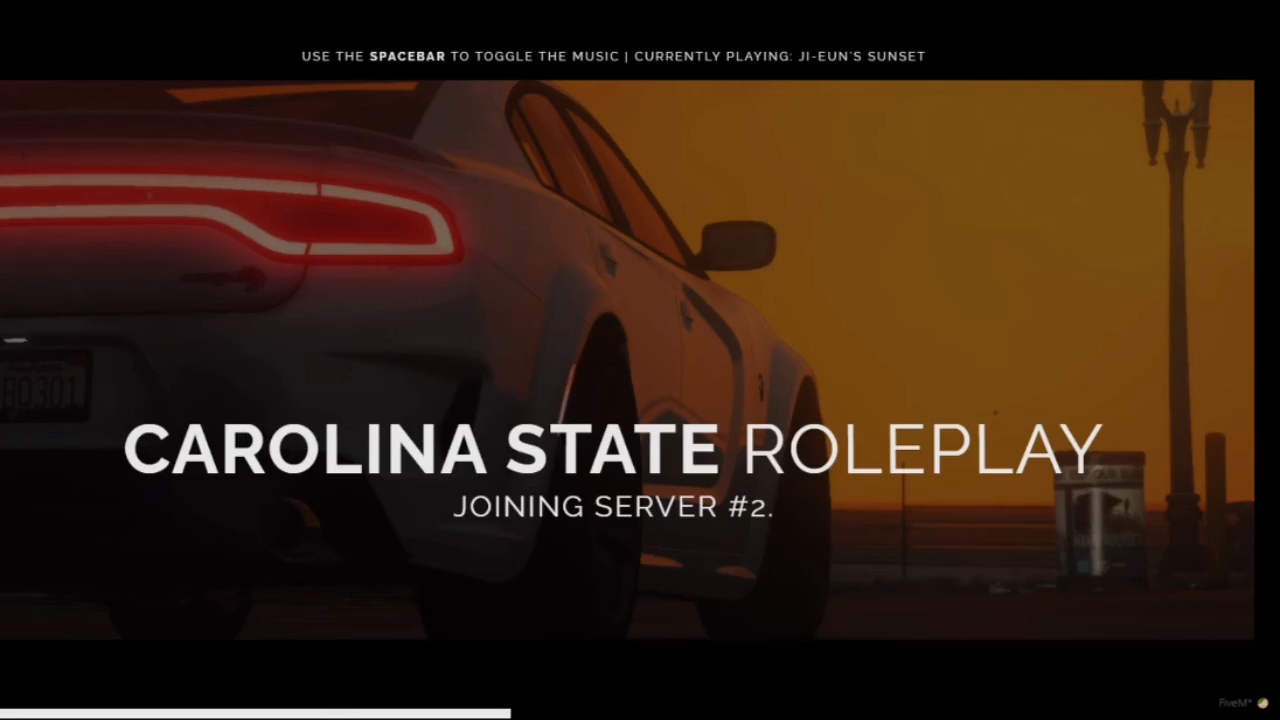 USE THE SPACEBAR TO TOGGLE THE MUSIC | CURRENTLY PLAYING: JI-EUN'S SUNSET
CAROLINA STATE ROLEPLAY
JOINING SERVER #2.
FiveM®